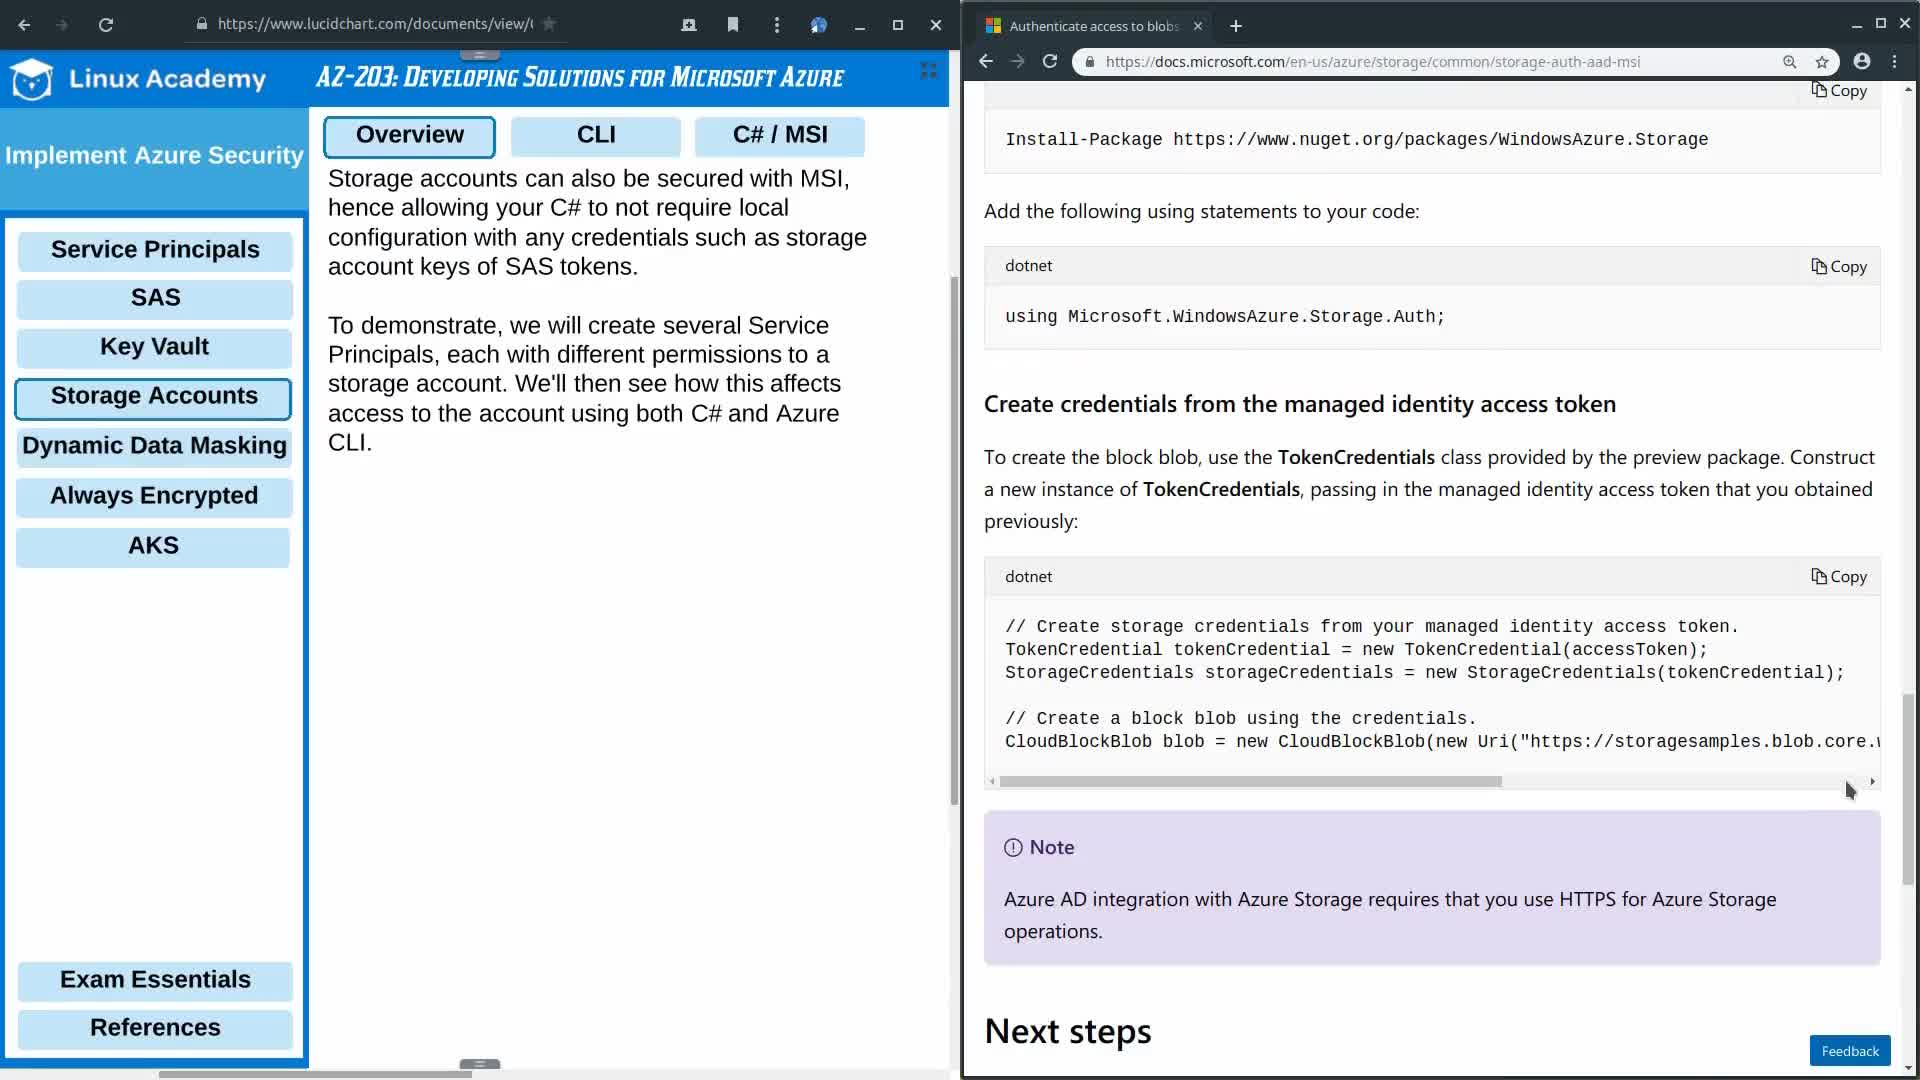 https://www.lucidchart.com/documents/view/
Linux Academy
AZ-203: Developing Solutions for Microsoft Azure
Implement Azure Security
Service Principals
SAS
Key Vault
Storage Accounts
Dynamic Data Masking
Always Encrypted
AKS
Exam Essentials
References
Overview
CLI
C# / MSI
Storage accounts can also be secured with MSI,
hence allowing your C# to not require local
configuration with any credentials such as storage
account keys of SAS tokens.
To demonstrate, we will create several Service
Principals, each with different permissions to a
storage account. We'll then see how this affects
access to the account using both C# and Azure
CLI.
Authenticate access to blobs
https://docs.microsoft.com/en-us/azure/storage/common/storage-auth-aad-msi
Copy
Install-Package https://www.nuget.org/packages/WindowsAzure.Storage
Add the following using statements to your code:
dotnet
Copy
using Microsoft.WindowsAzure.Storage.Auth;
Create credentials from the managed identity access token
To create the block blob, use the TokenCredentials class provided by the preview package. Construct
a new instance of TokenCredentials, passing in the managed identity access token that you obtained
previously:
dotnet
Copy
// Create storage credentials from your managed identity access token.
TokenCredential tokenCredential = new TokenCredential(accessToken);
StorageCredentials storageCredentials = new StorageCredentials(tokenCredential);
// Create a block blob using the credentials.
CloudBlockBlob blob = new CloudBlockBlob(new Uri("https://storagesamples.blob.core.
Note
Azure AD integration with Azure Storage requires that you use HTTPS for Azure Storage
operations.
Next steps
Feedback